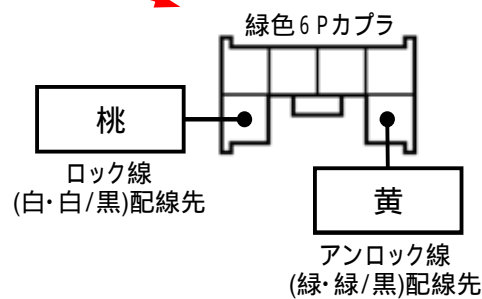 緑色6Pカプラ
桃
ロック線
(白・白/黒)配線先
黄
アンロック線
(緑・緑/黒)配線先